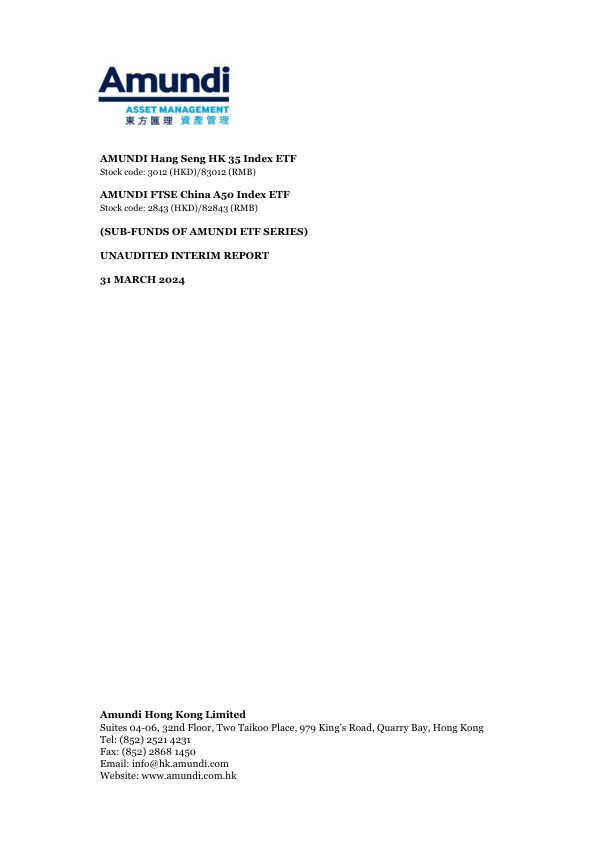 Amundi
ASSET MANAGEMENT
東方匯理 資產管理
AMUNDI Hang Seng HK 35 Index ETF
Stock code: 3012 (HKD)/83012 (RMB)
AMUNDI FTSE China A50 Index ETF
Stock code: 2843 (HKD)/82843 (RMB)
(SUB-FUNDS OF AMUNDI ETF SERIES)
UNAUDITED INTERIM REPORT
31 MARCH 2024
Amundi Hong Kong Limited
Suites 04-06, 32nd Floor, Two Taikoo Place, 979 King’s Road, Quarry Bay, Hong Kong
Tel: (852) 2521 4231
Fax: (852) 2868 1450
Email: info@hk.amundi.com
Website: www.amundi.com.hk